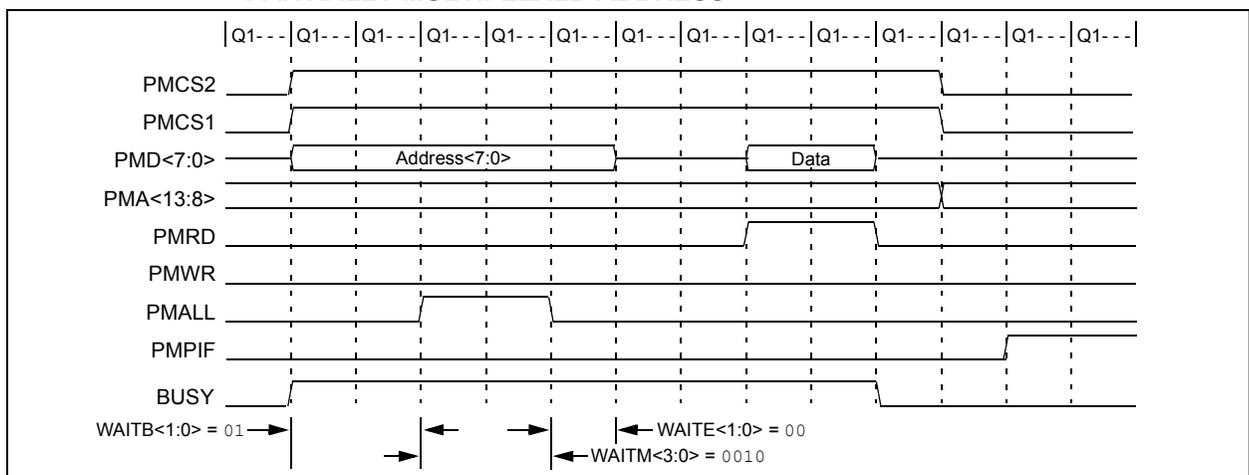 |Q1- - -|Q1- - -|Q1- - -|Q1- - -|Q1- - -|Q1- - -|Q1- - -|Q1- - -|Q1- - -|Q1- - -|Q1- - -|Q1- - -|Q1- - -|Q1- - -|
PMCS2
PMCS1
PMD<7:0> Address<7:0> Data
PMA<13:8>
PMRD
PMWR
PMALL
PMPIF
BUSY
WAITB<1:0> = 01 WAITE<1:0> = 00
WAITM<3:0> = 0010